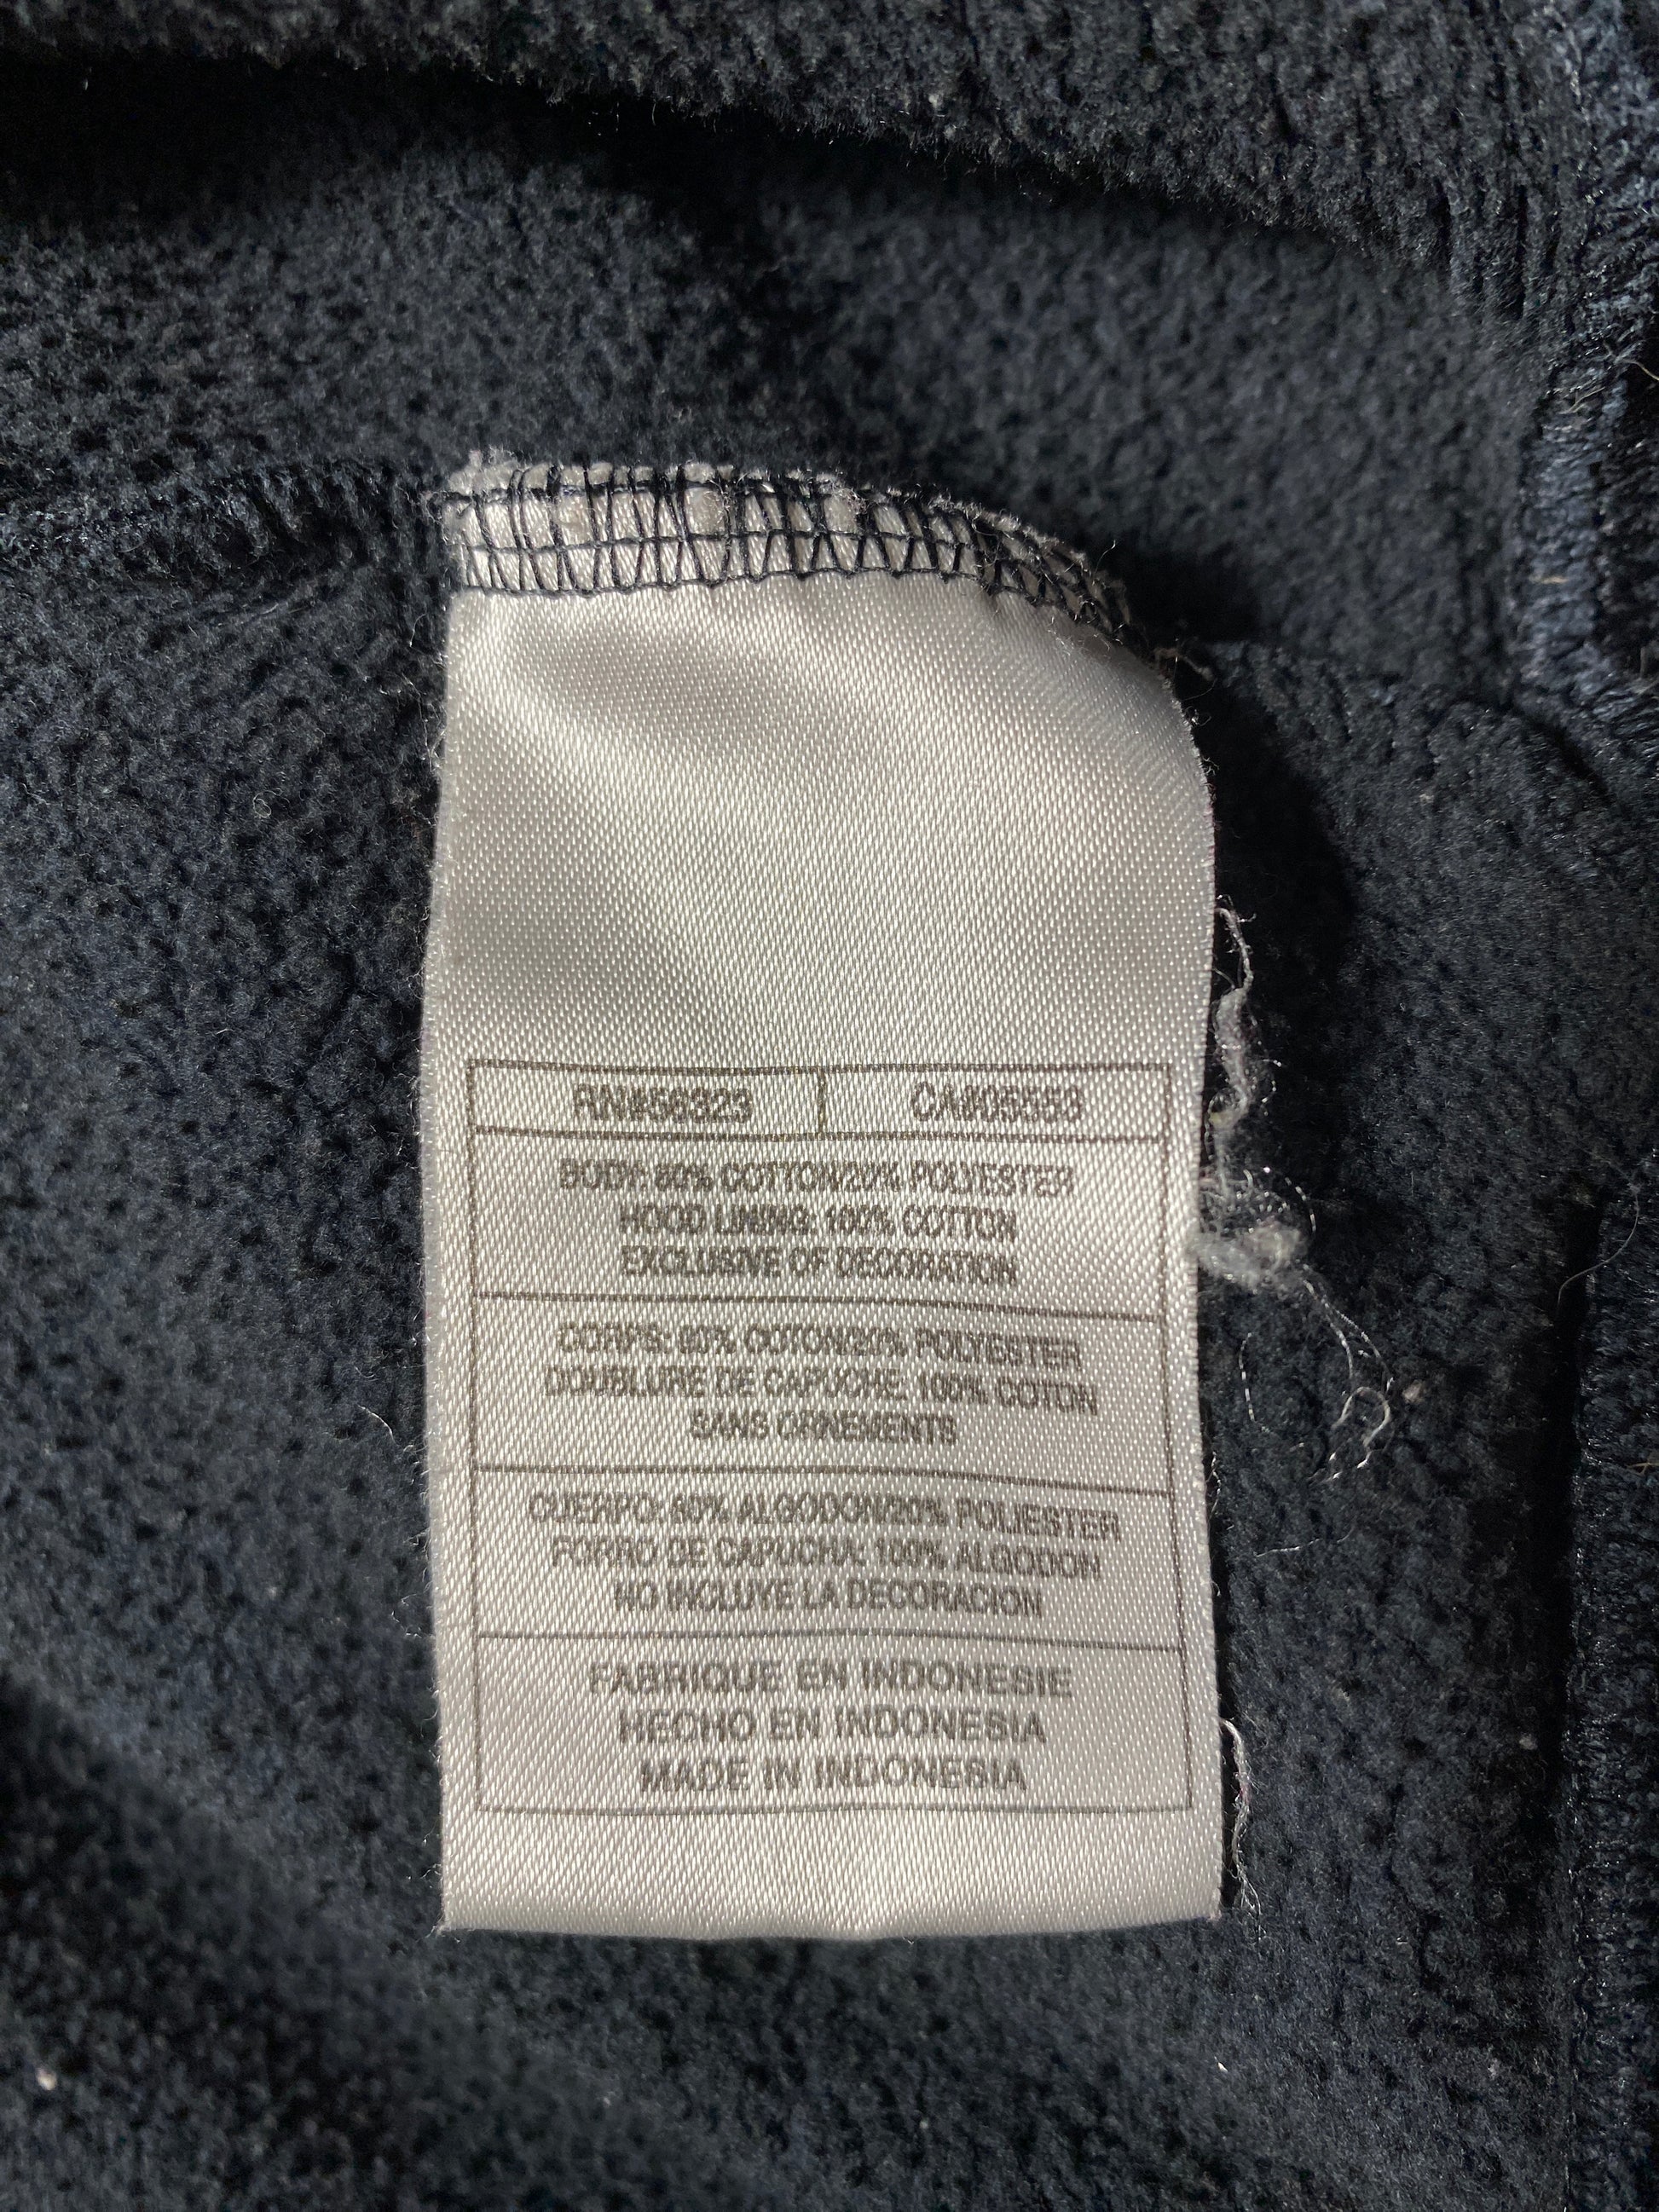 RN#56323 CA#05553
BODY: 80% COTTON/20% POLYESTER
HOOD LINING: 100% COTTON
EXCLUSIVE OF DECORATION
CORPS: 80% COTON/20% POLYESTER
DOUBLURE DE CAPUCHE: 100% COTON
SANS ORNEMENTS
CUERPO: 80% ALGODON/20% POLIESTER
FORRO DE CAPUCHA: 100% ALGODON
NO INCLUYE LA DECORACION
FABRIQUE EN INDONESIE
HECHO EN INDONESIA
MADE IN INDONESIA